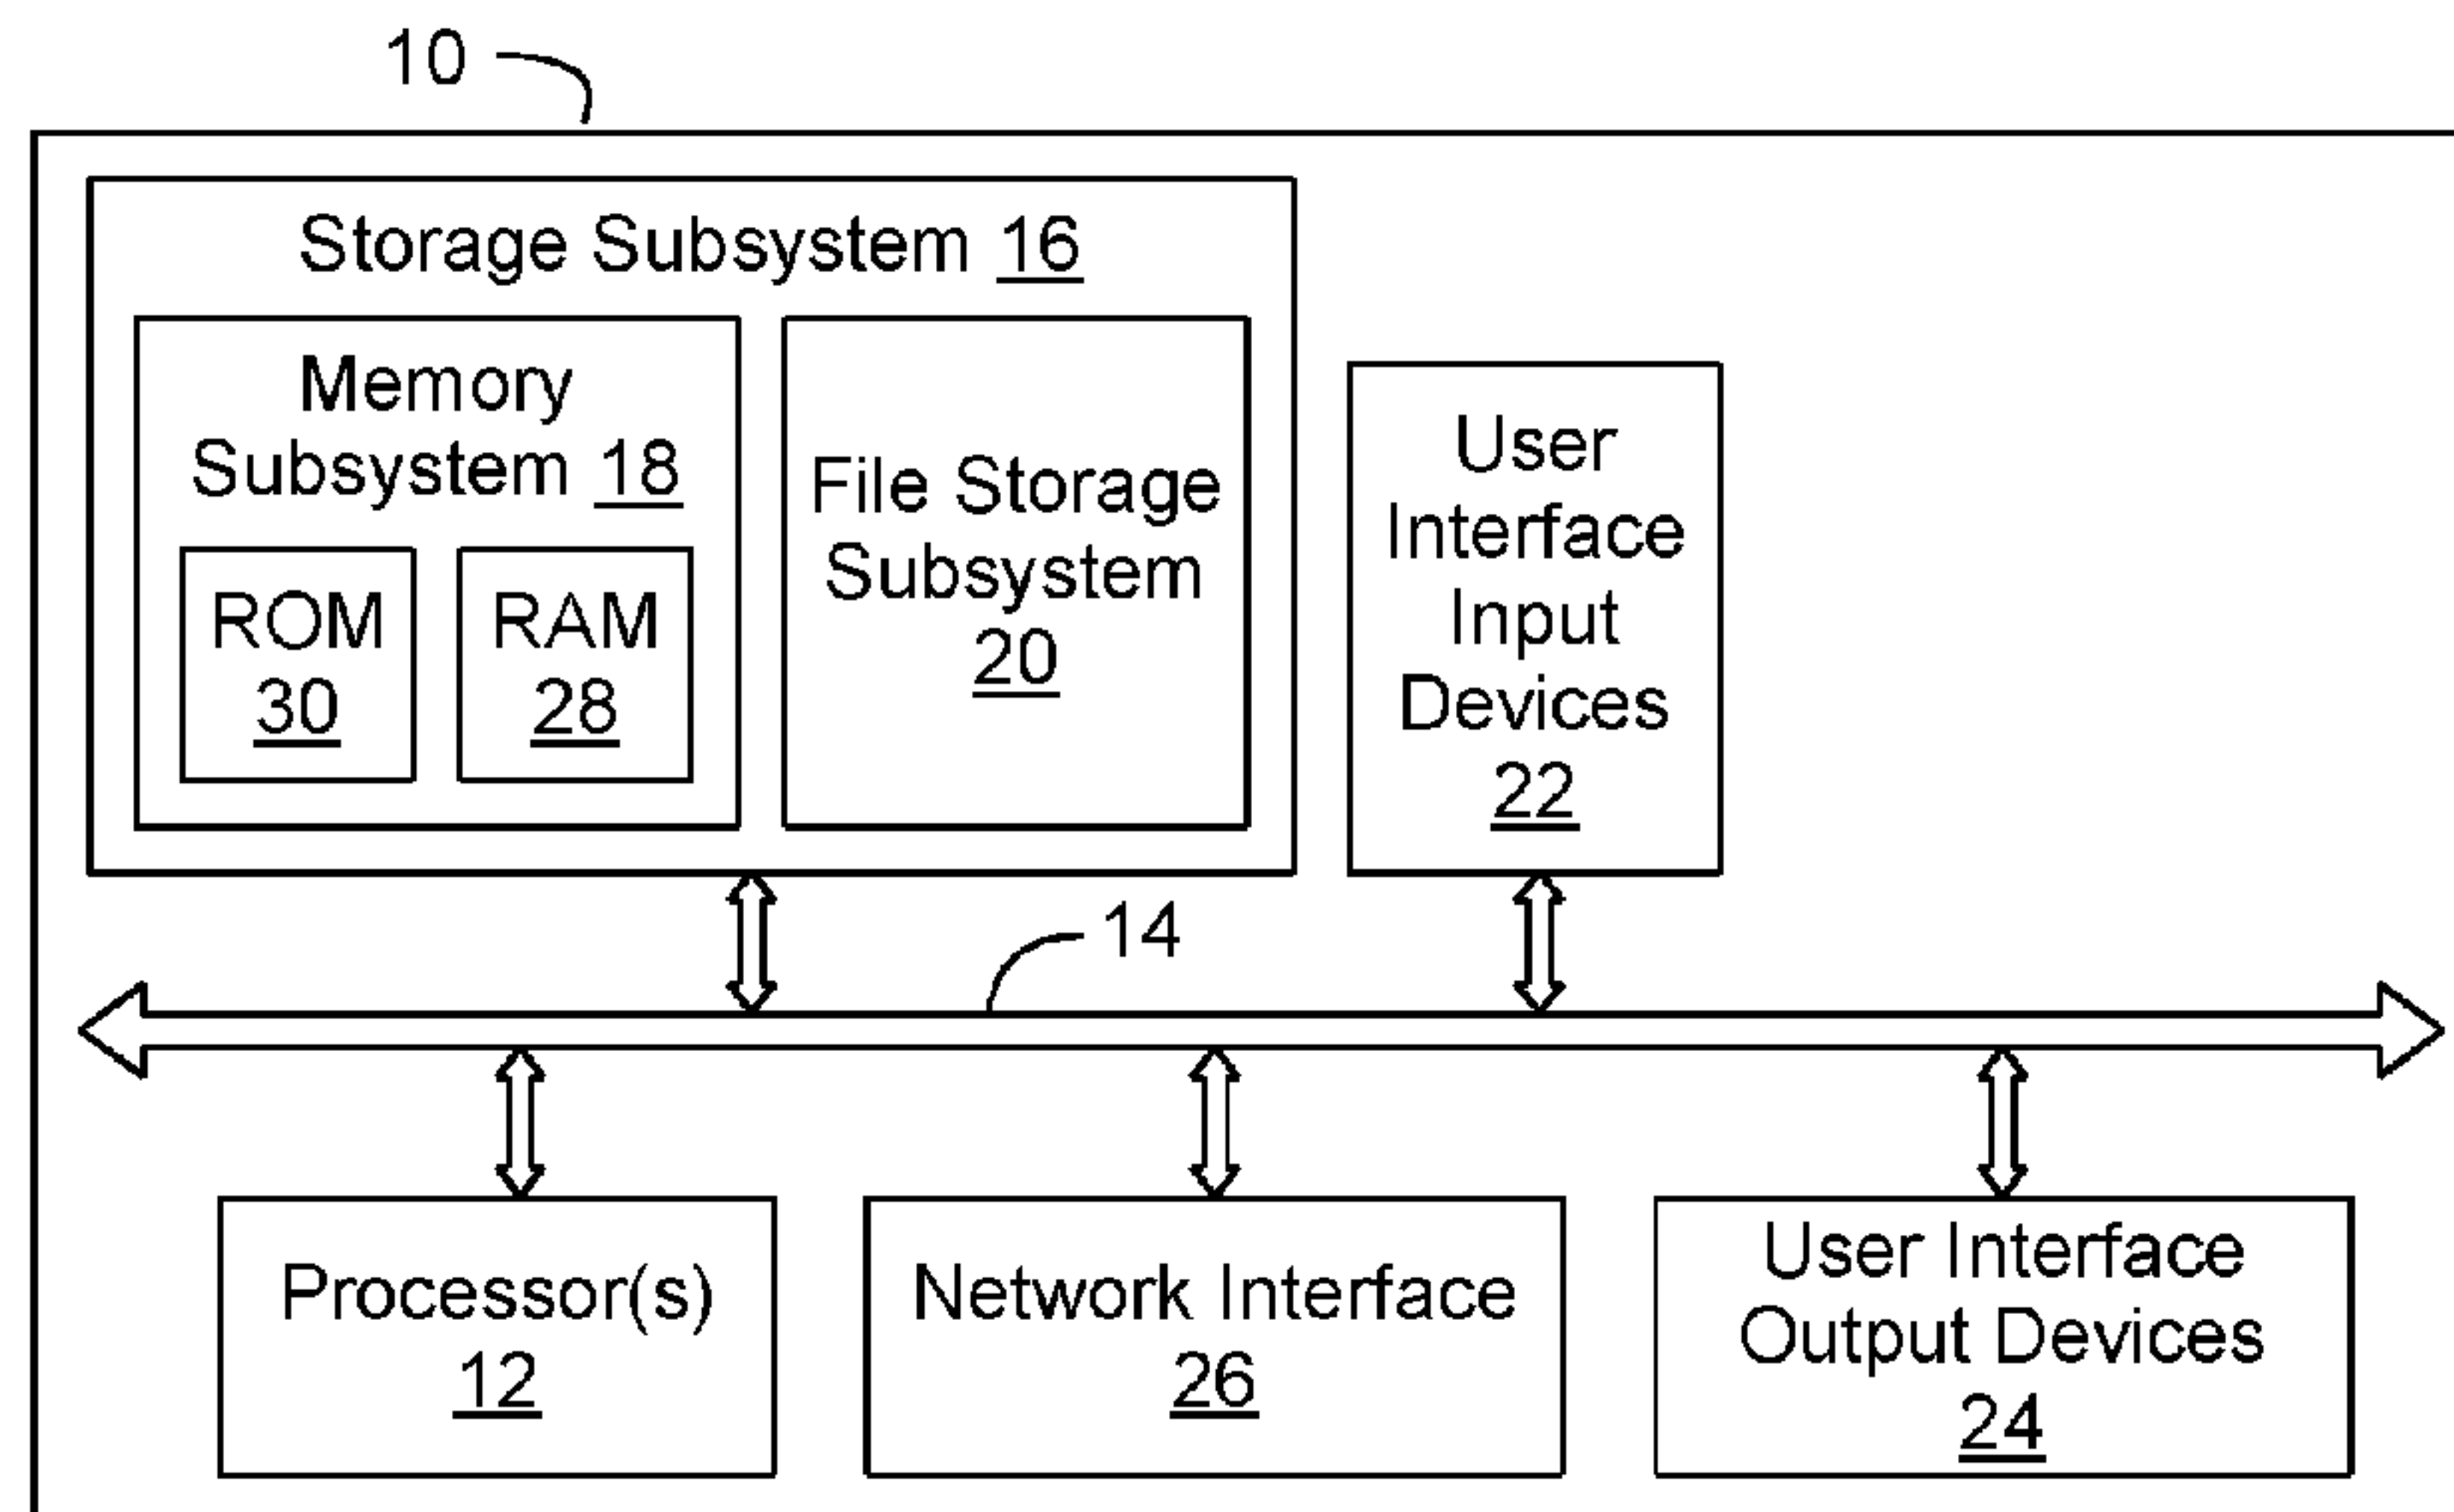 10
Storage Subsystem 16
Memory
Subsystem 18
ROM
30
RAM
28
File Storage
Subsystem
20
User
Interface
Input
Devices
22
14
Processor(s)
12
Network Interface
26
User Interface
Output Devices
24